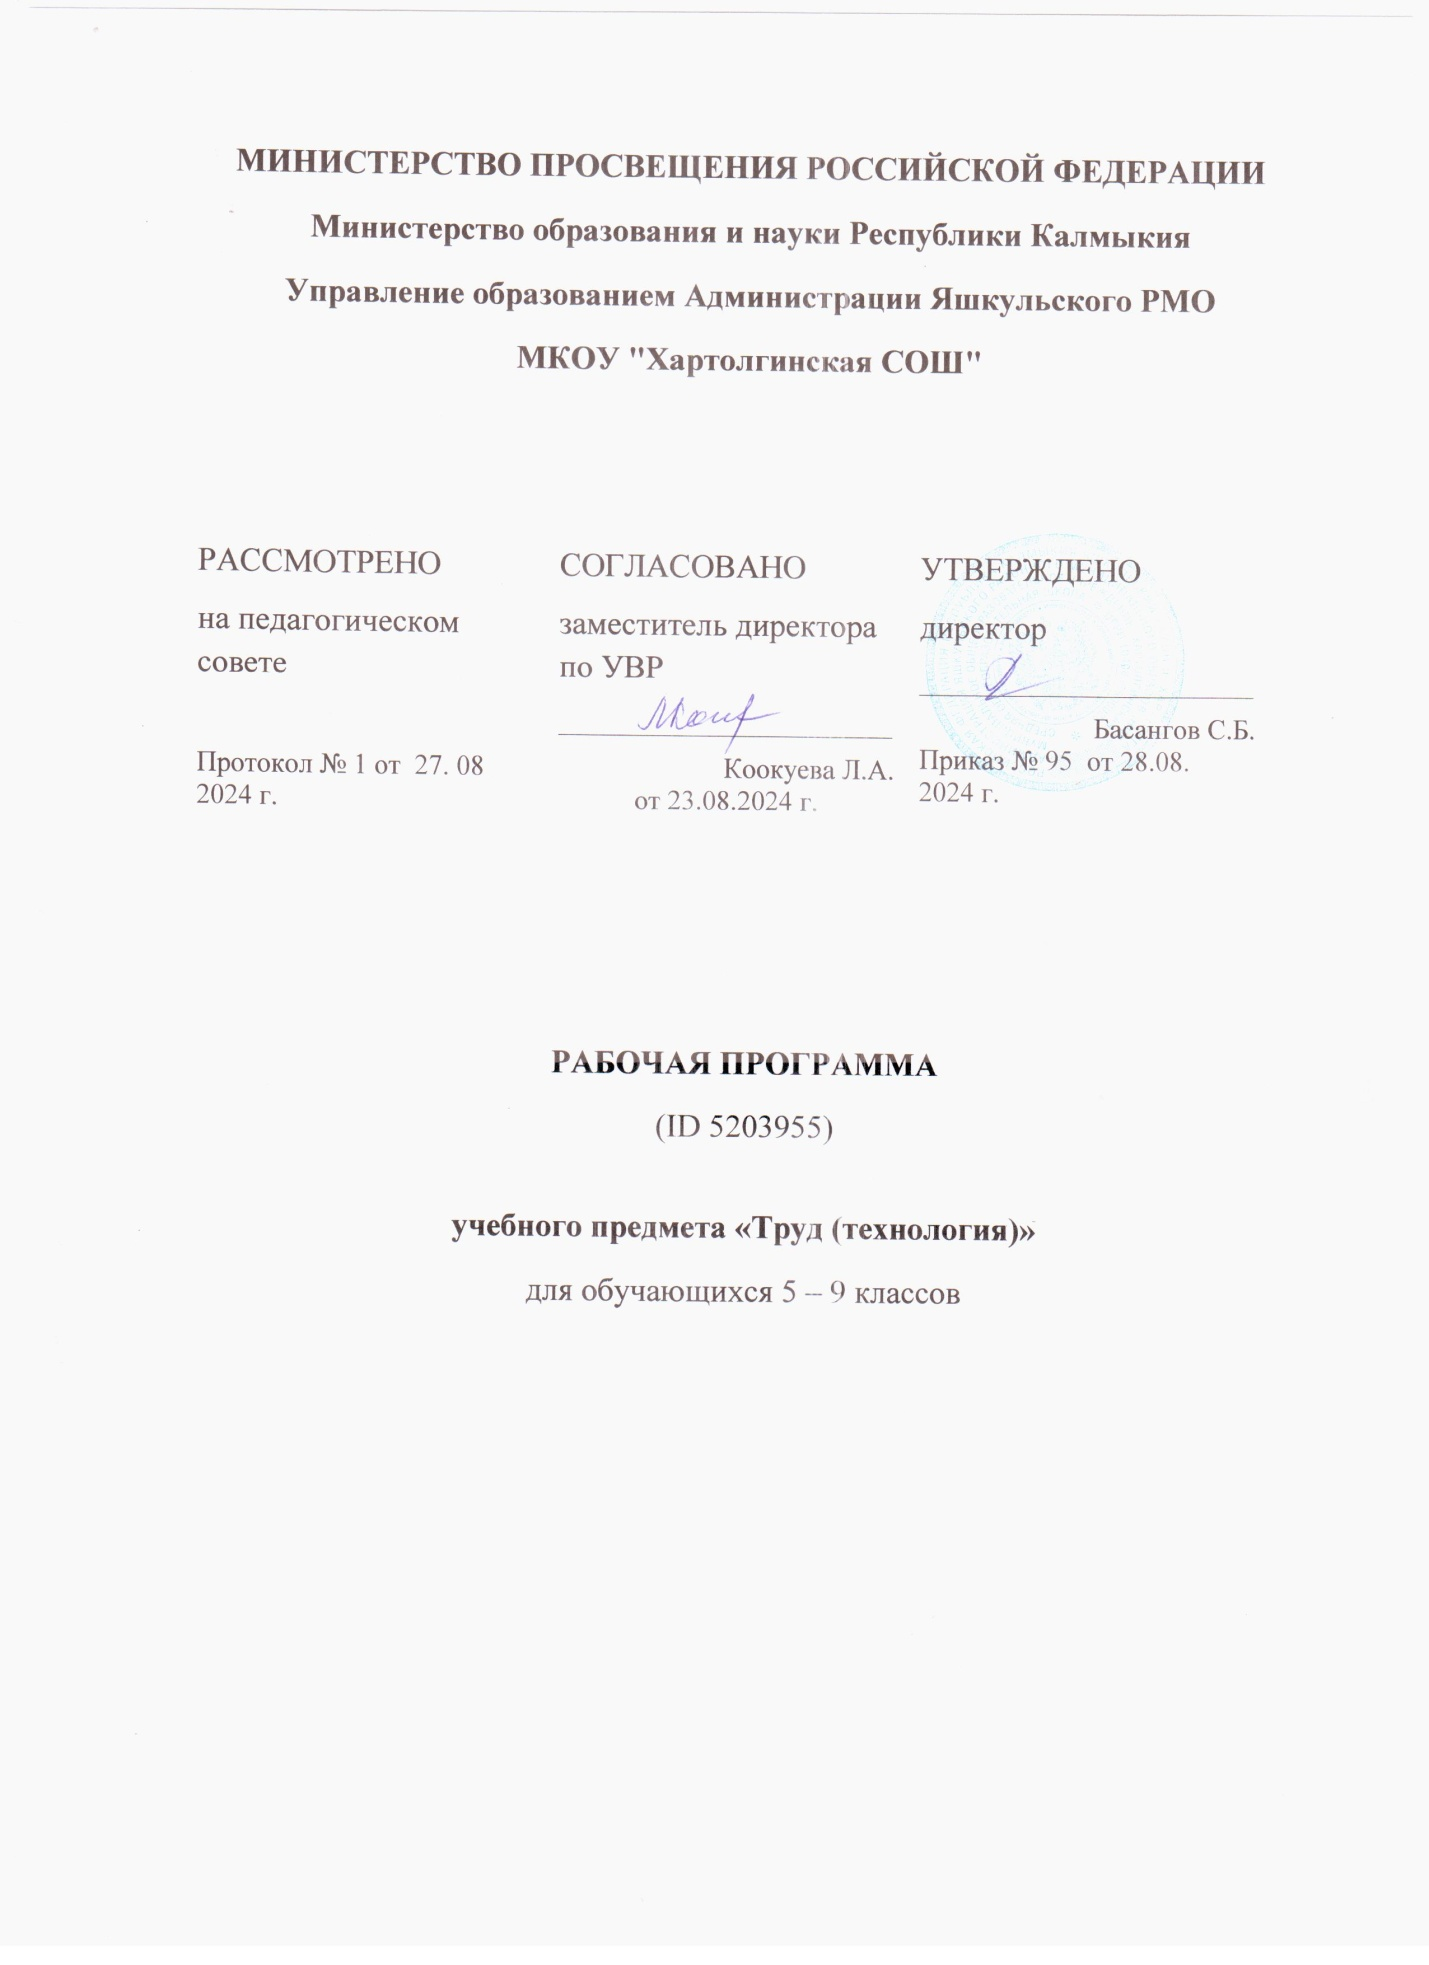 МИНИСТЕРСТВО ПРОСВЕЩЕНИЯ РОССИЙСКОЙ ФЕДЕРАЦИИ
Министерство образования и науки Республики Калмыкия
Управление образованием Администрации Яшкульского РМО
МКОУ "Хартолгинская СОШ"
РАССМОТРЕНО
на педагогическом
совете
Протокол № 1 от 27. 08
2024 г.
СОГЛАСОВАНО
заместитель директора
по УВР
Коокуева Л.А.
от 23.08.2024 г.
УТВЕРЖДЕНО
директор
Басангов С.Б.
Приказ № 95 от 28.08.
2024 г.
РАБОЧАЯ ПРОГРАММА
(ID 5203955)
учебного предмета «Труд (технология)»
для обучающихся 5 – 9 классов